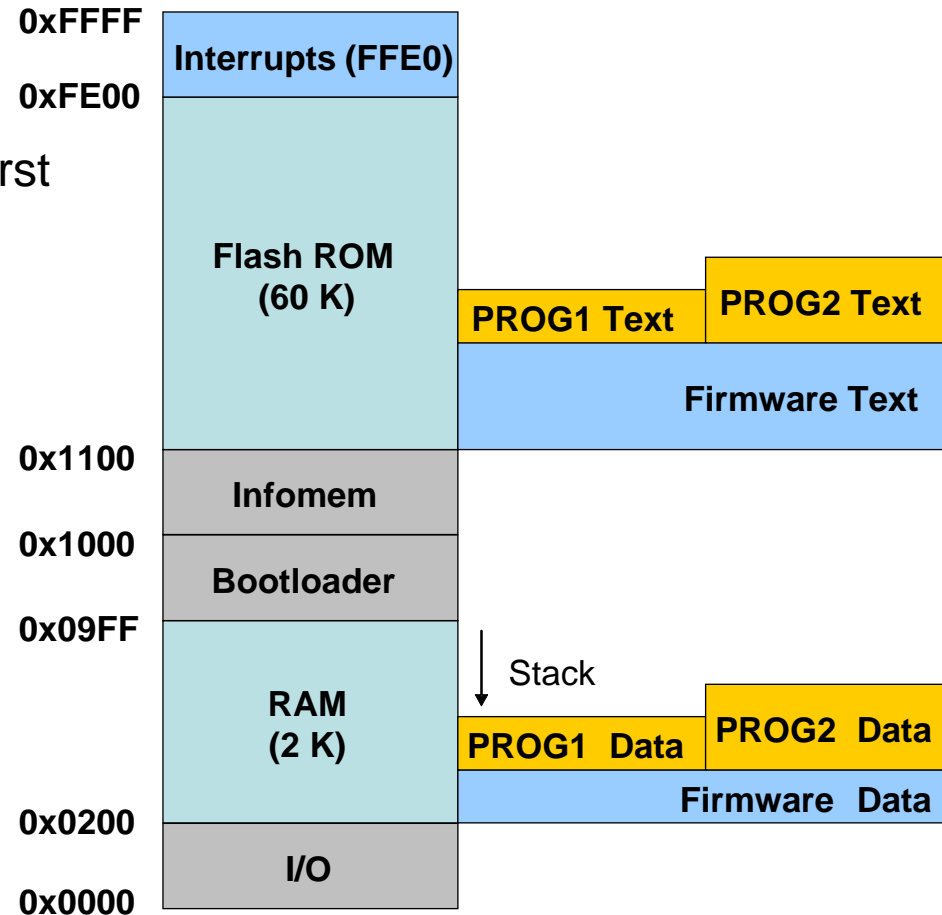 0xFFFF
Interrupts (FFE0)
0xFE00
rst
Flash ROM
(60 K)
PROG1 Text
PROG2 Text
Firmware Text
0x1100
Infomem
0x1000
Bootloader
0x09FF
Stack
RAM
(2 K)
PROG1 Data
PROG2 Data
Firmware Data
0x0200
I/O
0x0000